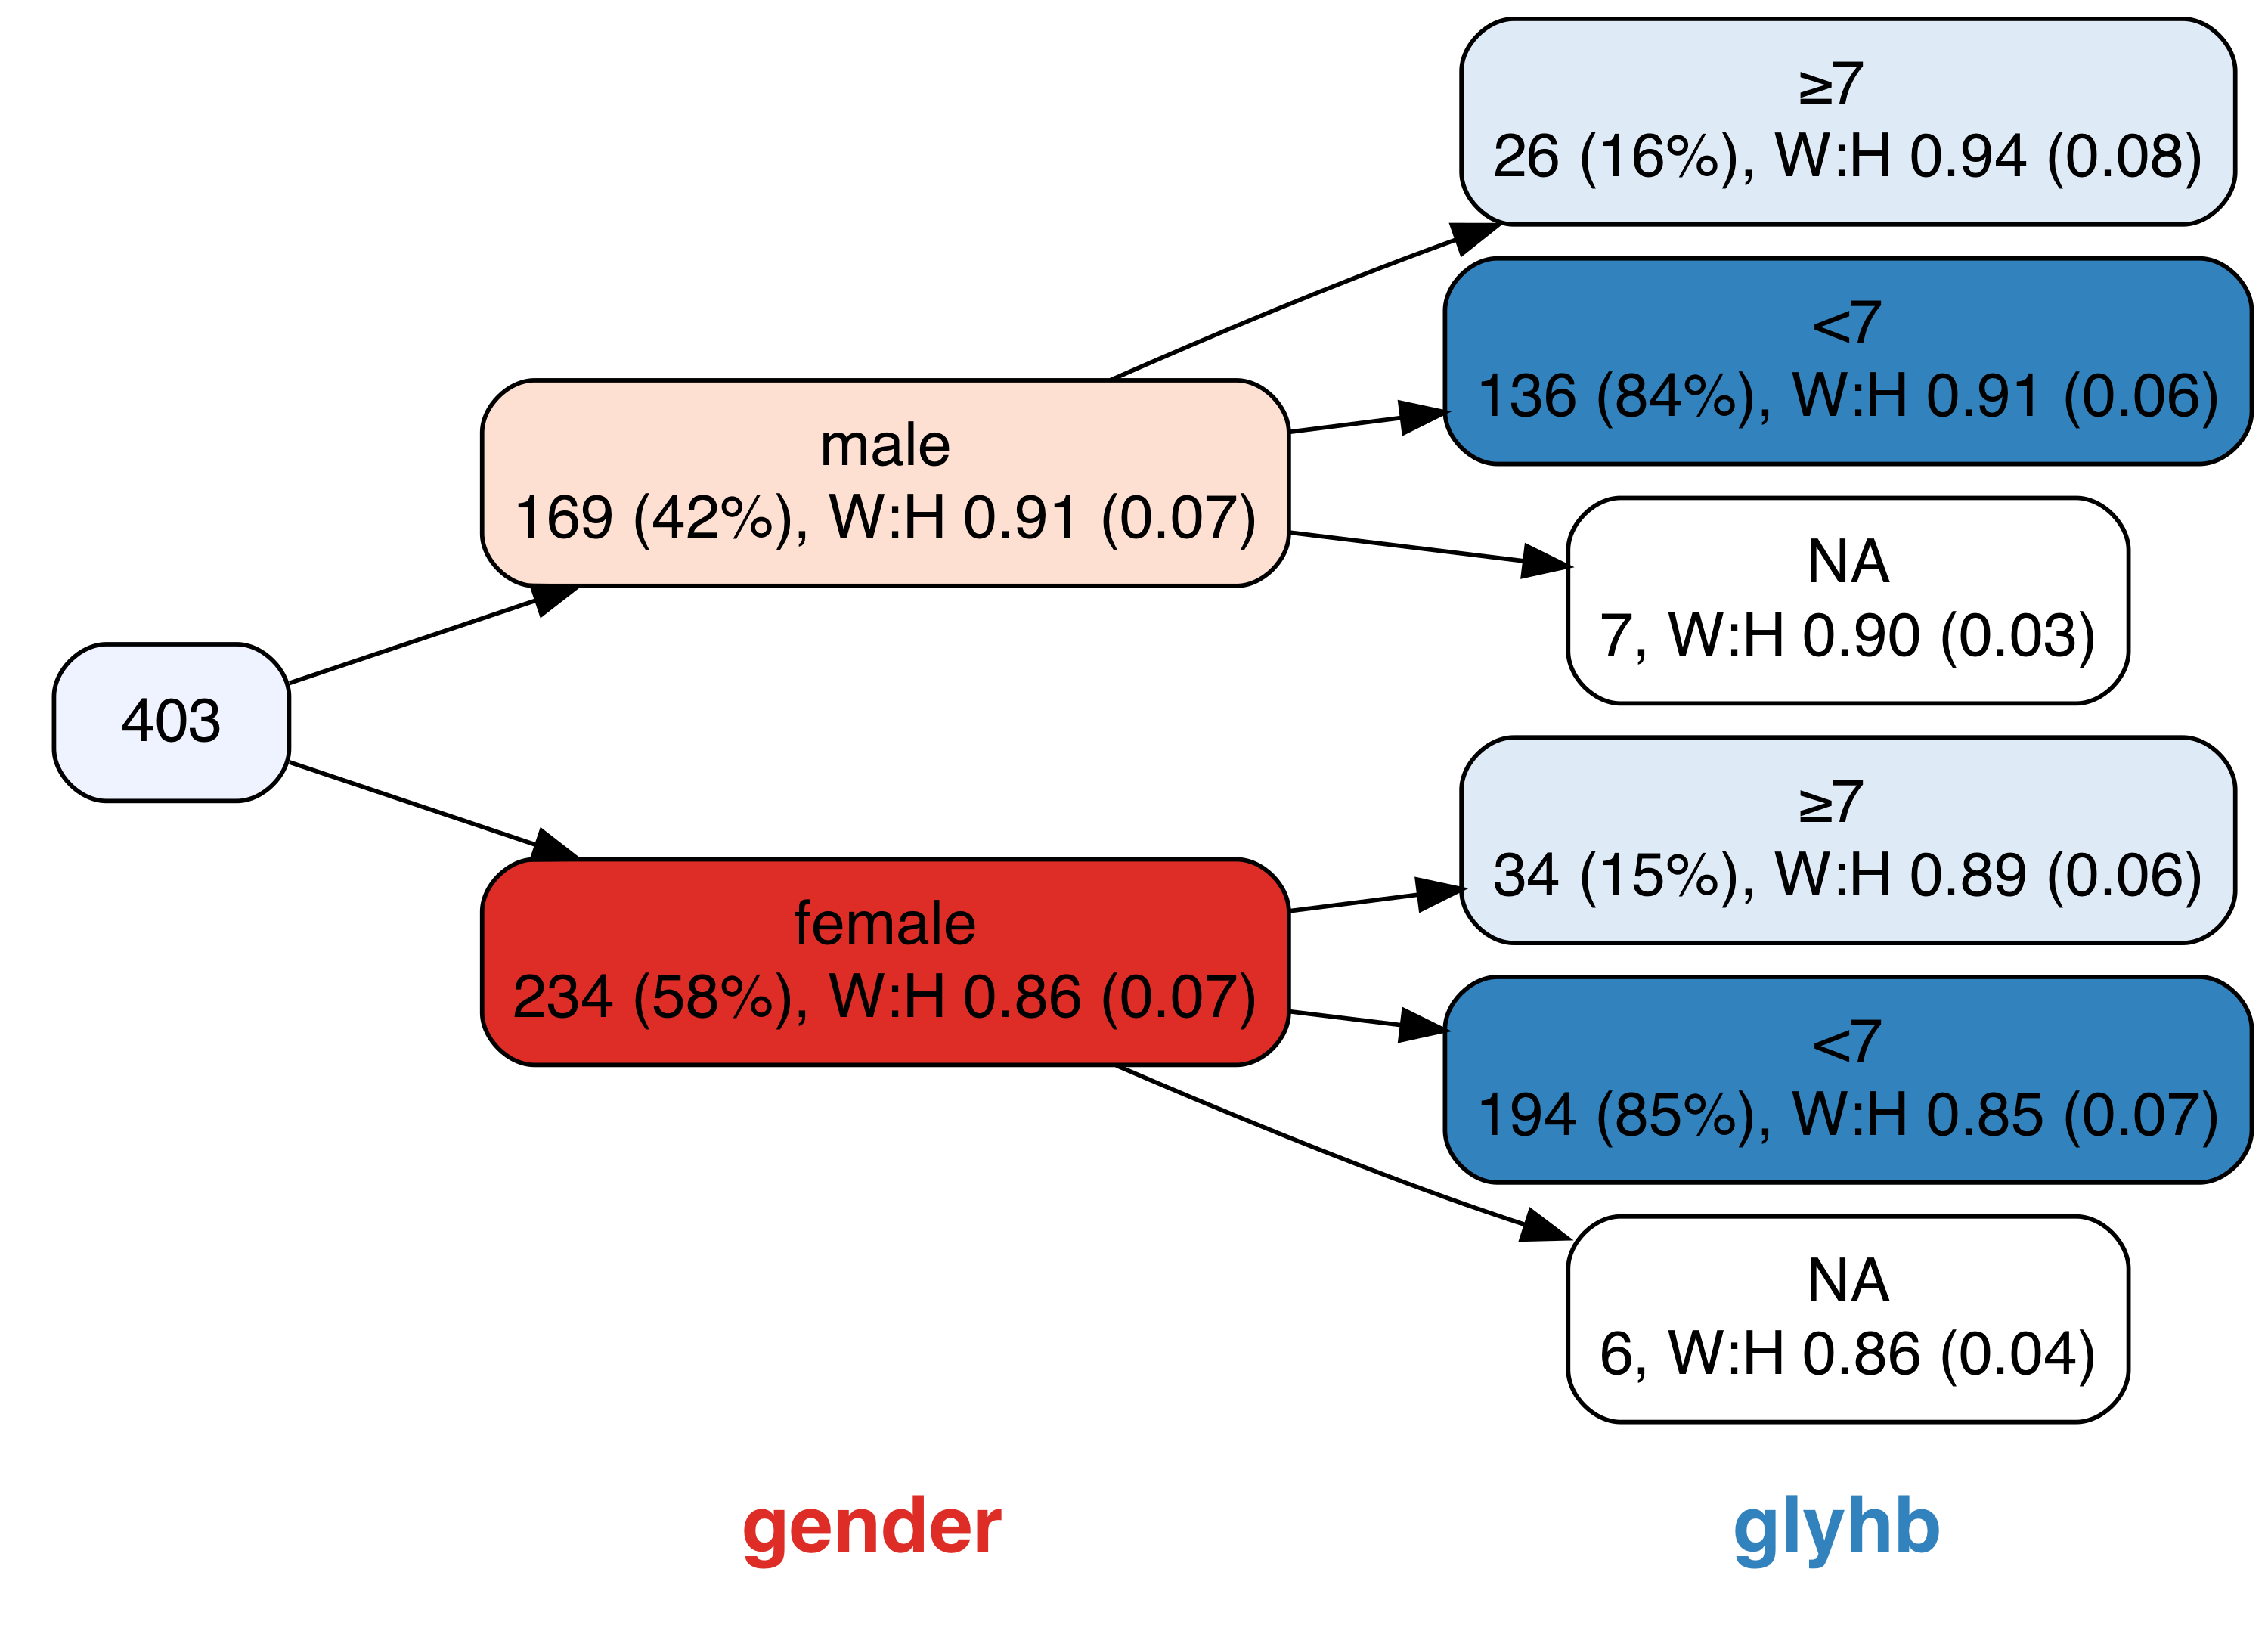 403
male
169 (42%), W:H 0.91 (0.07)
female
234 (58%), W:H 0.86 (0.07)
≥7
26 (16%), W:H 0.94 (0.08)
<7
136 (84%), W:H 0.91 (0.06)
NA
7, W:H 0.90 (0.03)
≥7
34 (15%), W:H 0.89 (0.06)
<7
194 (85%), W:H 0.85 (0.07)
NA
6, W:H 0.86 (0.04)
gender
glyhb